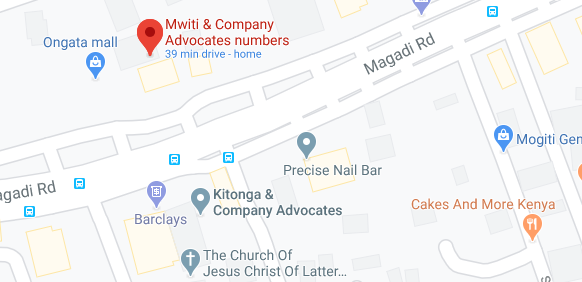 Mwiti & Company
Advocates numbers
39 min drive - home
Ongata mall
Magadi Rd
Mogiti Gen
Precise Nail Bar
agadi Rd
Barclays
Kitonga &
Company Advocates
Cakes And More Kenya
The Church Of
Jesus Christ Of Latter...